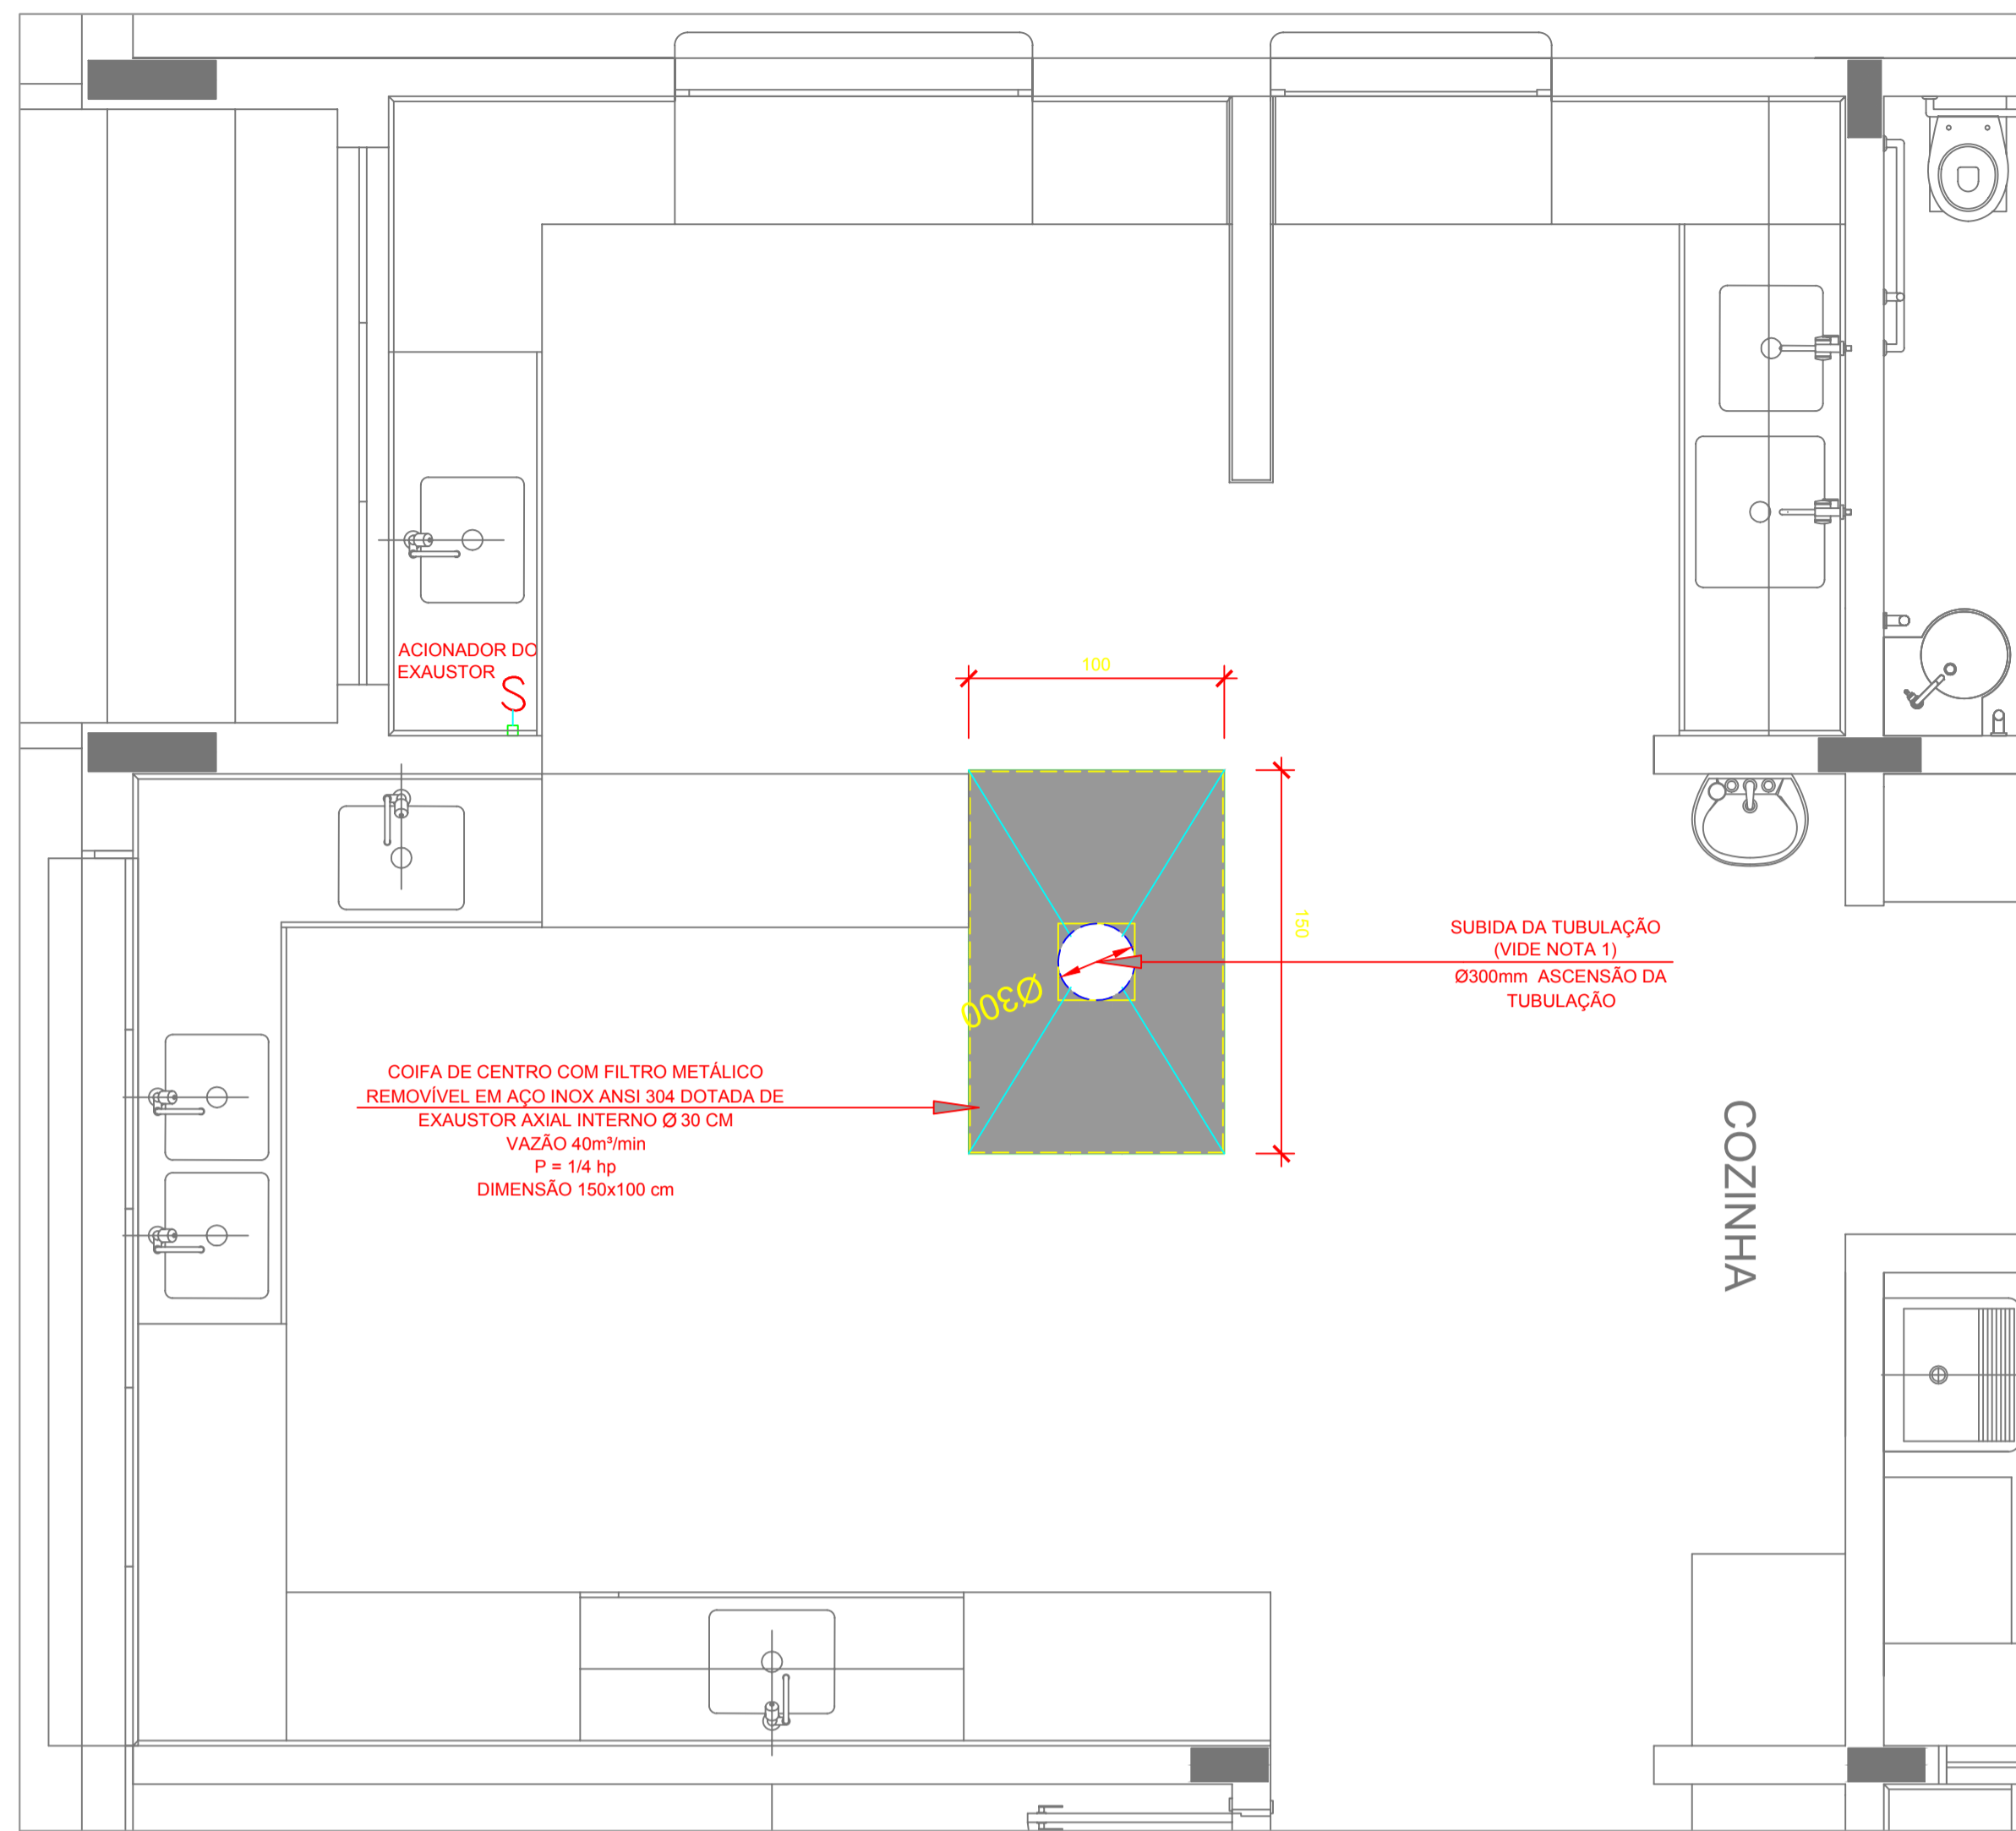 ACIONADOR DO
EXAUSTOR
S
100
150
Ø300
SUBIDA DA TUBULAÇÃO
(VIDE NOTA 1)
Ø300mm ASCENSÃO DA
TUBULAÇÃO
COIFA DE CENTRO COM FILTRO METÁLICO
REMOVÍVEL EM AÇO INOX ANSI 304 DOTADA DE
EXAUSTOR AXIAL INTERNO Ø 30 CM
VAZÃO 40m³/min
P = 1/4 hp
DIMENSÃO 150x100 cm
COZINHA